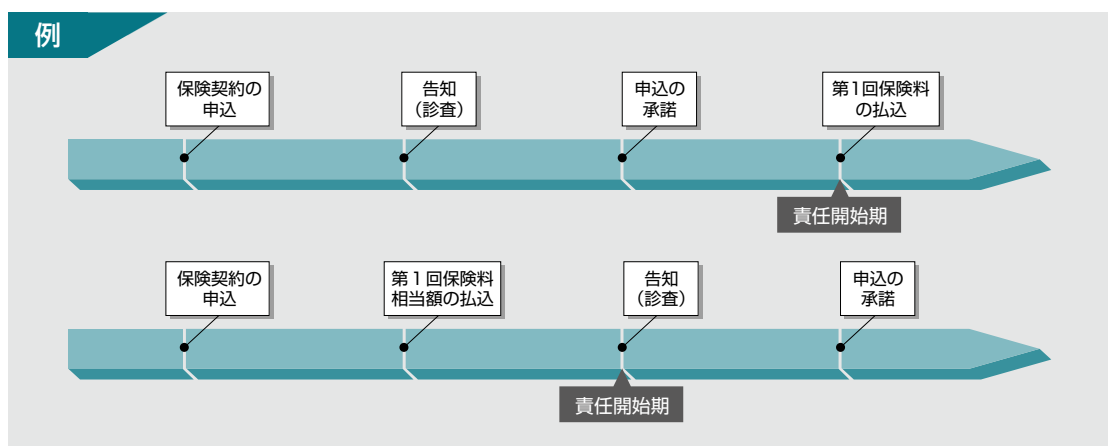 例
保険契約の
申込
告知
（診査）
申込の
承諾
第1回保険料
の払込
責任開始期
保険契約の
申込
第1回保険料
相当額の払込
告知
（診査）
申込の
承諾
責任開始期